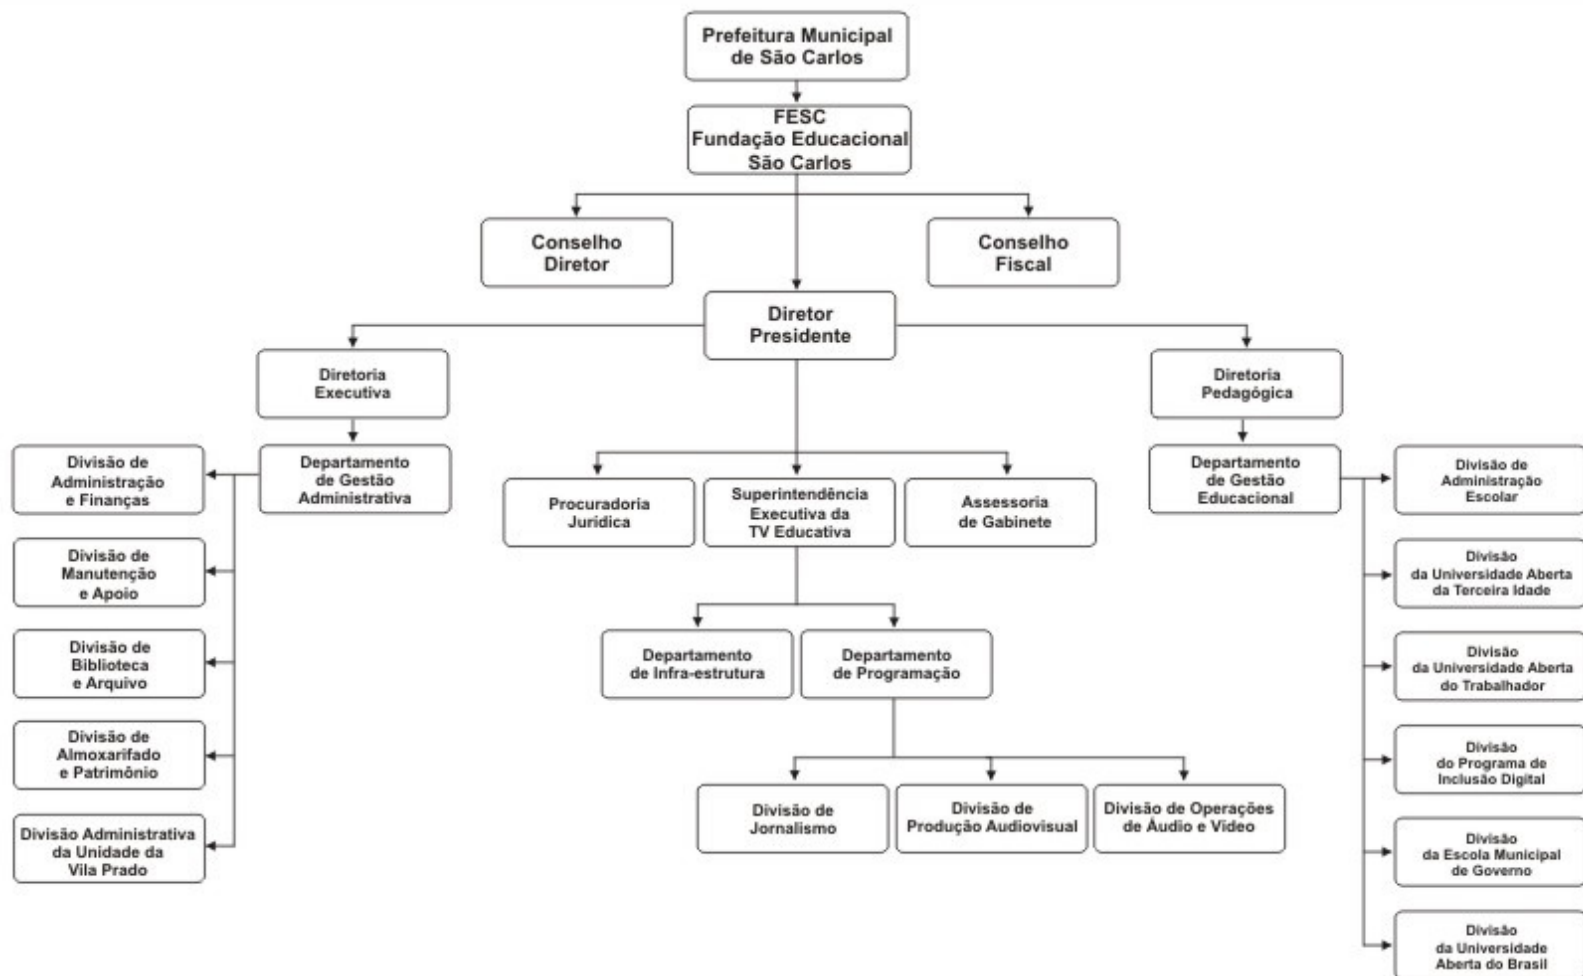 Prefeitura Municipal
de São Carlos
FESC
Fundação Educacional
São Carlos
Conselho
Diretor
Conselho
Fiscal
Diretor
Presidente
Diretoria
Executiva
Diretoria
Pedagógica
Divisão de
Administração
e Finanças
Departamento
de Gestão
Administrativa
Procuradoria
Jurídica
Superintendência
Executiva da
TV Educativa
Assessoria
de Gabinete
Departamento
de Gestão
Educacional
Divisão de
Administração
Escolar
Divisão de
Manutenção
e Apoio
Divisão
da Universidade Aberta
da Terceira Idade
Divisão de
Biblioteca
e Arquivo
Departamento
de Infra-estrutura
Departamento
de Programação
Divisão
da Universidade Aberta
do Trabalhador
Divisão de
Almoxarifado
e Patrimônio
Divisão
do Programa de
Inclusão Digital
Divisão Administrativa
da Unidade da
Vila Prado
Divisão de
Jornalismo
Divisão de
Produção Audiovisual
Divisão de Operações
de Áudio e Vídeo
Divisão
da Escola Municipal
de Governo
Divisão
da Universidade
Aberta do Brasil